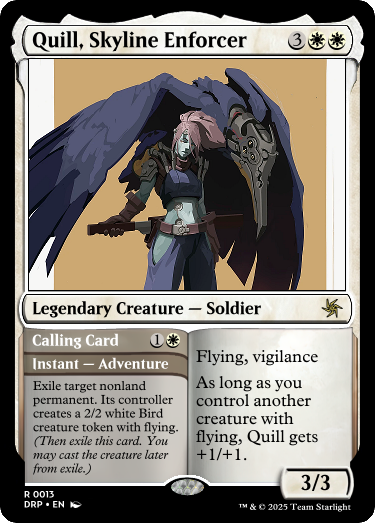 Quill, Skyline Enforcer 3
Legendary Creature — Soldier
Calling Card 1
Instant — Adventure
Exile target nonland
permanent. Its controller
creates a 2/2 white Bird
creature token with flying.
(Then exile this card. You
may cast the creature later
from exile.)
Flying, vigilance
As long as you
control another
creature with
flying, Quill gets
+1/+1.
3/3
R 0013
DRP • EN
™ & © 2025 Team Starlight